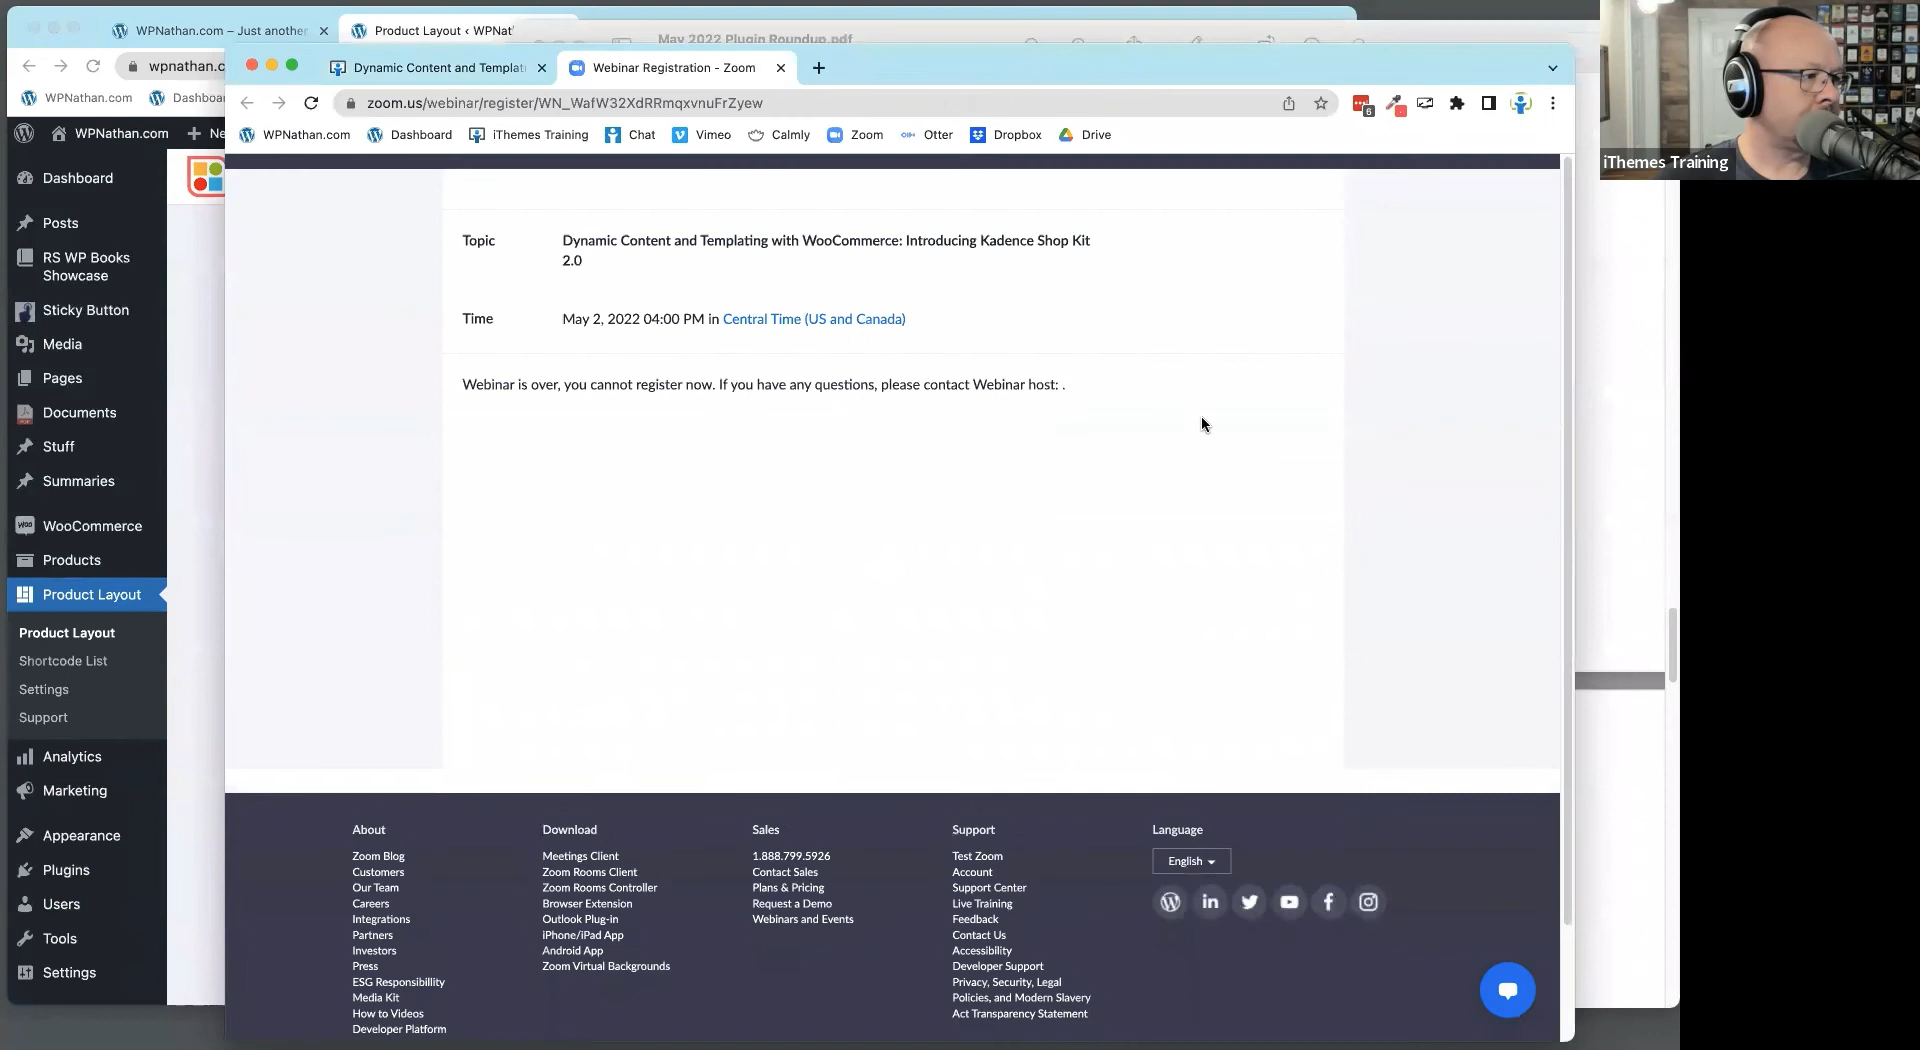 WPNathan.com – Just another
Product Layout ‹ WPNat
May 2022 Plugin Roundup.pdf
wpnathan.c
WPNathan.com
Dashboa
WPNathan.com
Ne
Dynamic Content and Templat
Webinar Registration - Zoom
zoom.us/webinar/register/WN_WafW32XdRRmqxvnuFrZyew
6
WPNathan.com
Dashboard
iThemes Training
Chat
Vimeo
Calmly
Zoom
Otter
Dropbox
Drive
iThemes Training
Dashboard
Posts
RS WP Books
Showcase
Sticky Button
Media
Pages
Documents
Stuff
Summaries
WooCommerce
Products
Product Layout
Product Layout
Shortcode List
Settings
Support
Analytics
Marketing
Appearance
Plugins
Users
Tools
Settings
Topic
Dynamic Content and Templating with WooCommerce: Introducing Kadence Shop Kit
2.0
Time
May 2, 2022 04:00 PM in Central Time (US and Canada)
Webinar is over, you cannot register now. If you have any questions, please contact Webinar host: .
About
Zoom Blog
Customers
Our Team
Careers
Integrations
Partners
Investors
Press
ESG Responsibillity
Media Kit
How to Videos
Developer Platform
Download
Meetings Client
Zoom Rooms Client
Zoom Rooms Controller
Browser Extension
Outlook Plug-in
iPhone/iPad App
Android App
Zoom Virtual Backgrounds
Sales
1.888.799.5926
Contact Sales
Plans & Pricing
Request a Demo
Webinars and Events
Support
Test Zoom
Account
Support Center
Live Training
Feedback
Contact Us
Accessibility
Developer Support
Privacy, Security, Legal
Policies, and Modern Slavery
Act Transparency Statement
Language
English